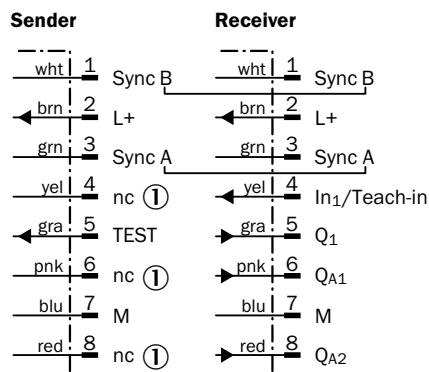 Sender Receiver
wht 1 Sync B wht 1 Sync B
brn 2 L+ brn 2 L+
grn 3 Sync A grn 3 Sync A
yel 4 nc ① yel 4 In1/Teach-in
gra 5 TEST gra 5 Q1
pnk 6 nc ① pnk 6 QA1
blu 7 M blu 7 M
red 8 nc ① red 8 QA2